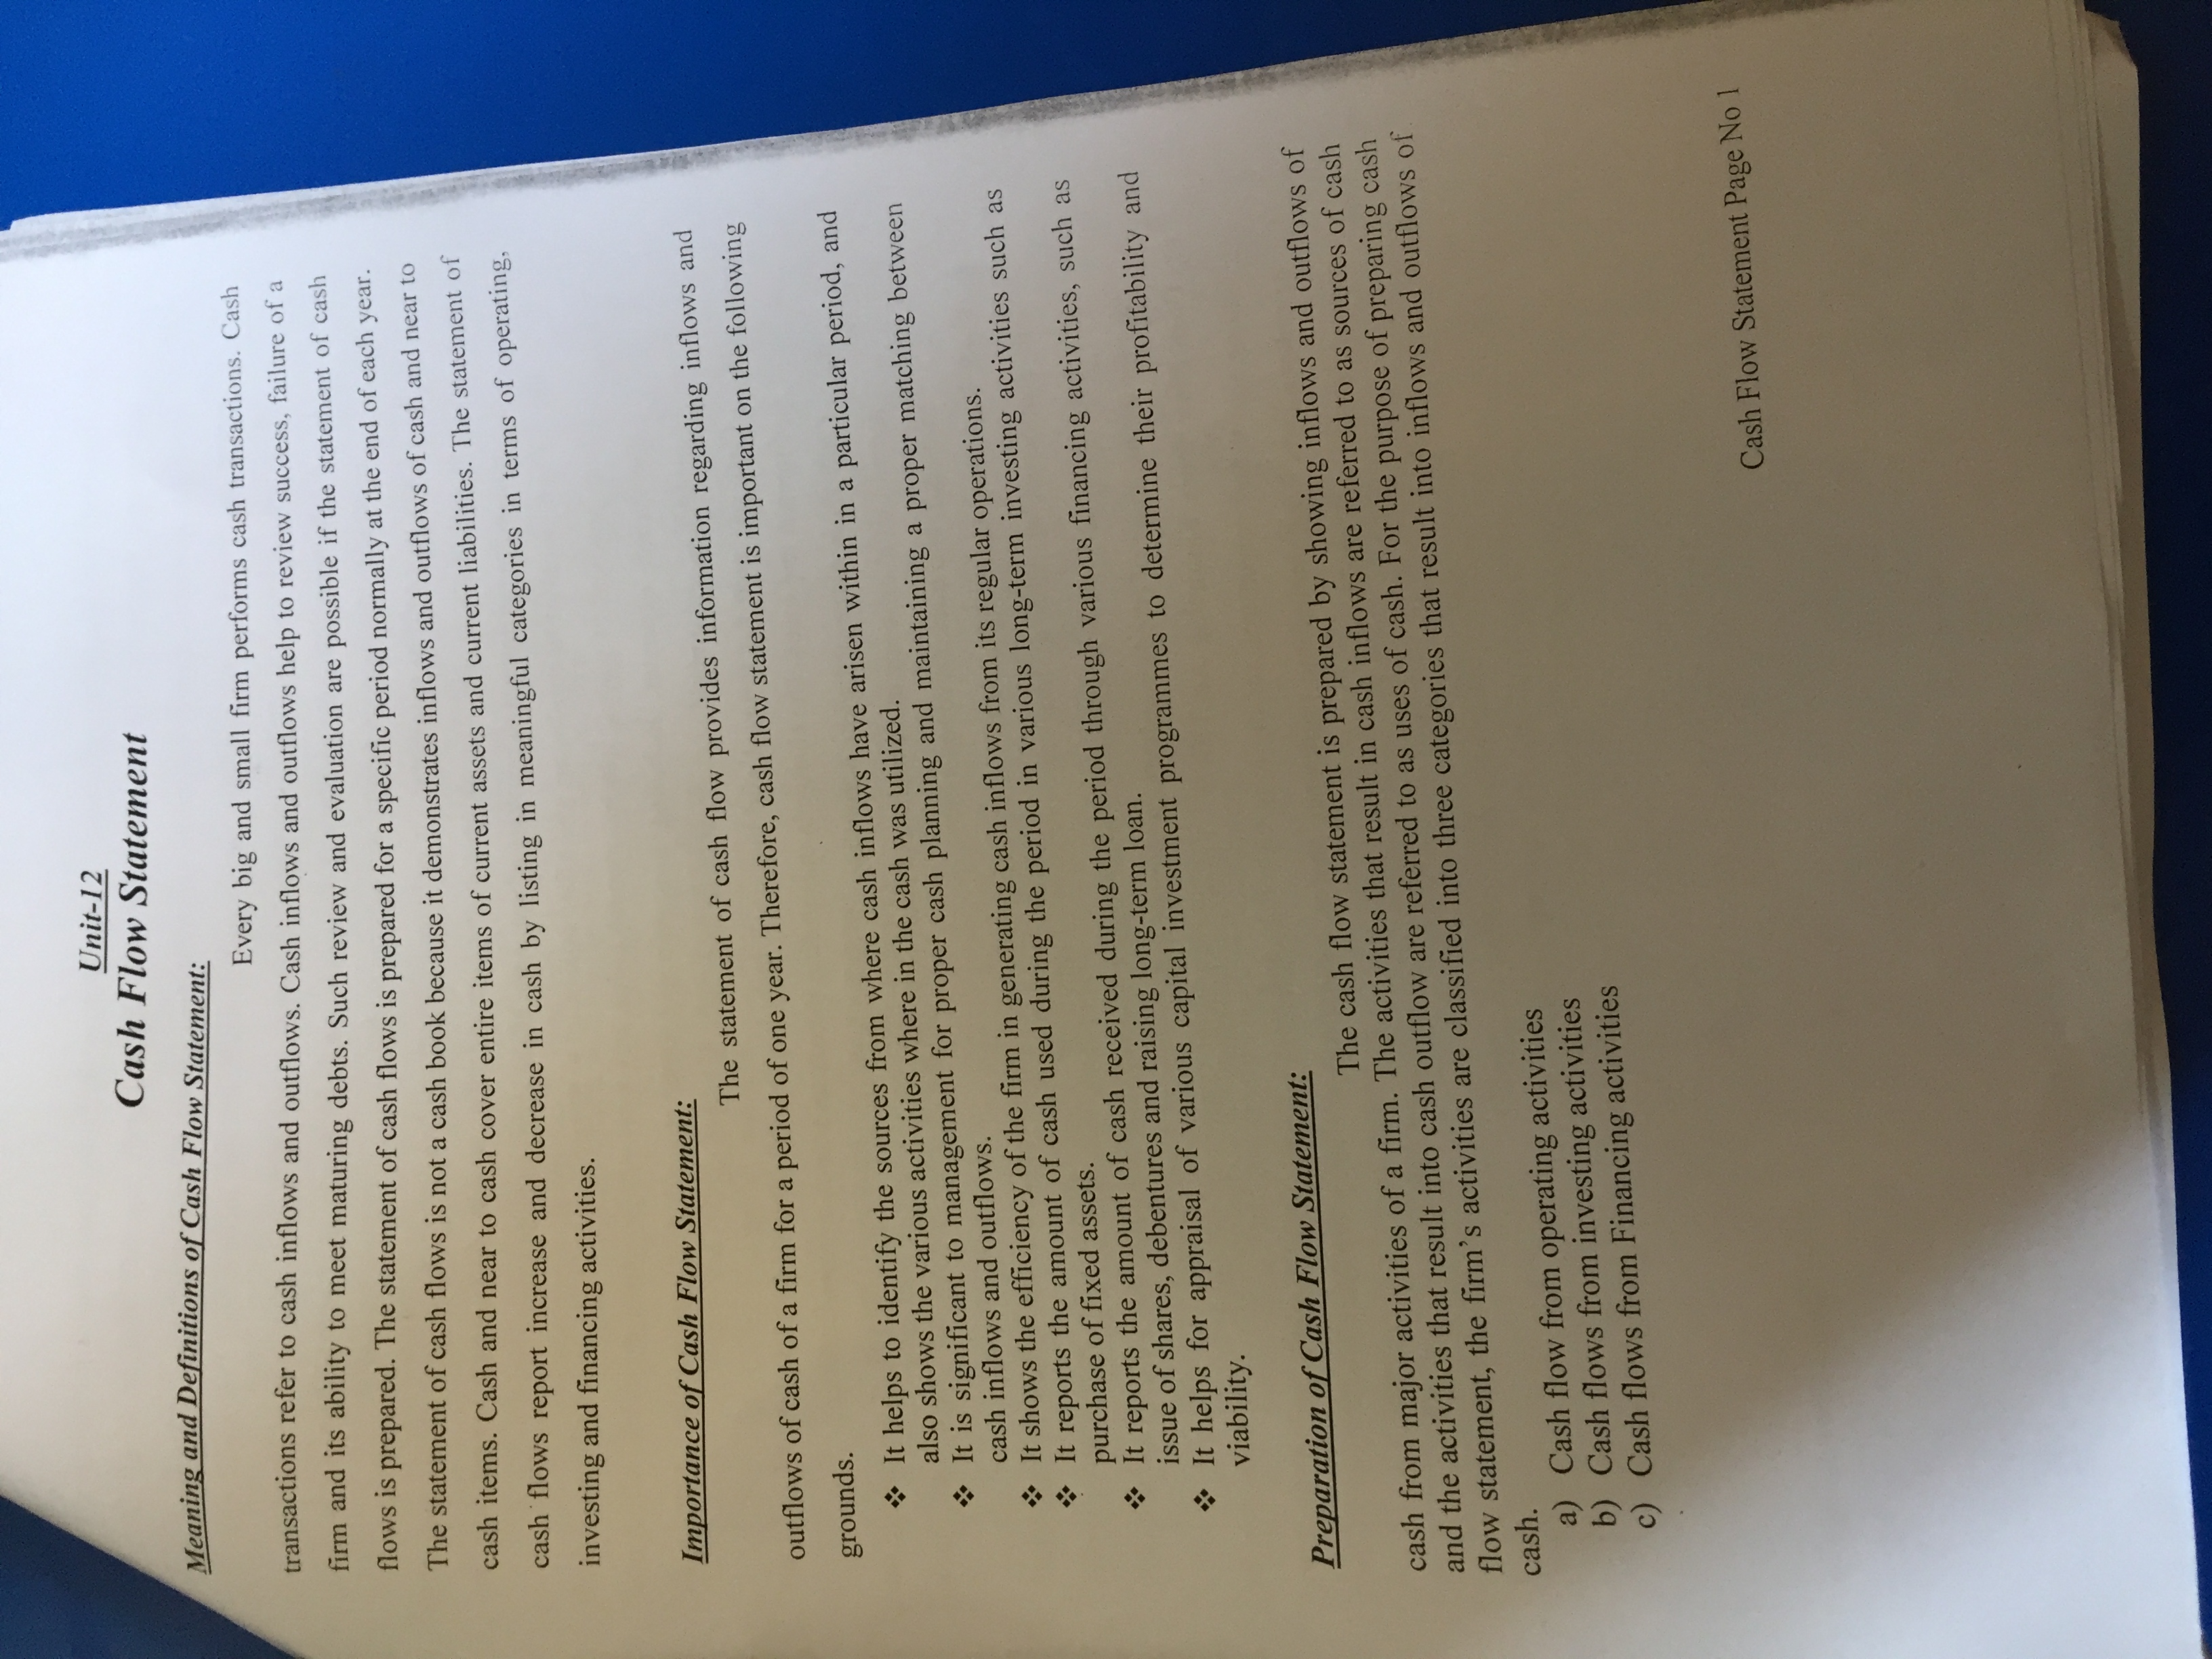 Unit-12
Cash Flow Statement
Meaning and Definitions of Cash Flow Statement:
Every big and small firm performs cash transactions. Cash
transactions refer to cash inflows and outflows. Cash inflows and outflows help to review success, failure of a
firm and its ability to meet maturing debts. Such review and evaluation are possible if the statement of cash
flows is prepared. The statement of cash flows is prepared for a specific period normally at the end of each year.
The statement of cash flows is not a cash book because it demonstrates inflows and outflows of cash and near to
cash items. Cash and near to cash cover entire items of current assets and current liabilities. The statement of
cash flows report increase and decrease in cash by listing in meaningful categories in terms of operating,
investing and financing activities.
Importance of Cash Flow Statement:
The statement of cash flow provides information regarding inflows and
outflows of cash of a firm for a period of one year. Therefore, cash flow statement is important on the following
grounds.
❖ It helps to identify the sources from where cash inflows have arisen within in a particular period, and
also shows the various activities where in the cash was utilized.
❖ It is significant to management for proper cash planning and maintaining a proper matching between
cash inflows and outflows.
❖ It shows the efficiency of the firm in generating cash inflows from its regular operations.
❖ It reports the amount of cash used during the period in various long-term investing activities such as
purchase of fixed assets.
❖ It reports the amount of cash received during the period through various financing activities, such as
issue of shares, debentures and raising long-term loan.
❖ It helps for appraisal of various capital investment programmes to determine their profitability and
viability.
Preparation of Cash Flow Statement:
The cash flow statement is prepared by showing inflows and outflows of
cash from major activities of a firm. The activities that result in cash inflows are referred to as sources of cash
and the activities that result into cash outflow are referred to as uses of cash. For the purpose of preparing cash
flow statement, the firm's activities are classified into three categories that result into inflows and outflows of
cash.
a) Cash flow from operating activities
b) Cash flows from investing activities
c) Cash flows from Financing activities
Cash Flow Statement Page No 1